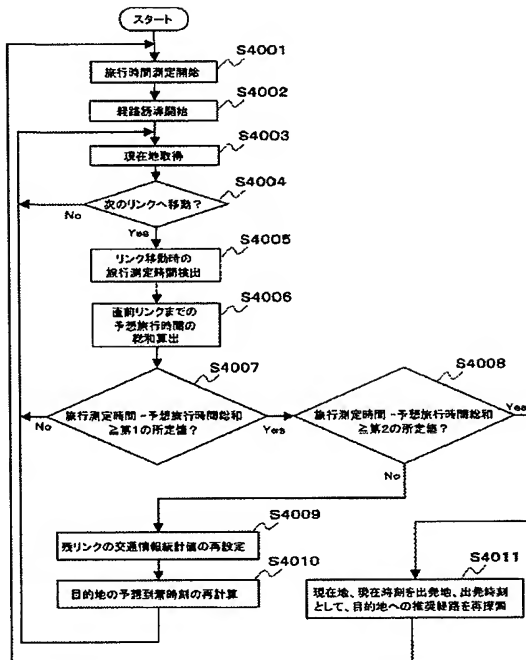 スタート
S4001
旅行時間測定開始
S4002
経路誘導開始
S4003
現在地取得
S4004
次のリンクへ移動?
No
Yes
S4005
リンク移動時の
旅行測定時間検出
S4006
直前リンクまでの
予想旅行時間の
総和算出
S4007
旅行測定時間－予想旅行時間総和
≧第1の所定値?
No
Yes
S4008
旅行測定時間－予想旅行時間総和
≧第2の所定値?
Yes
No
S4009
残リンクの交通情報統計値の再設定
S4010
目的地の予想到着時刻の再計算
S4011
現在地、現在時刻を出発地、出発時刻
として、目的地への推奨経路を再探索